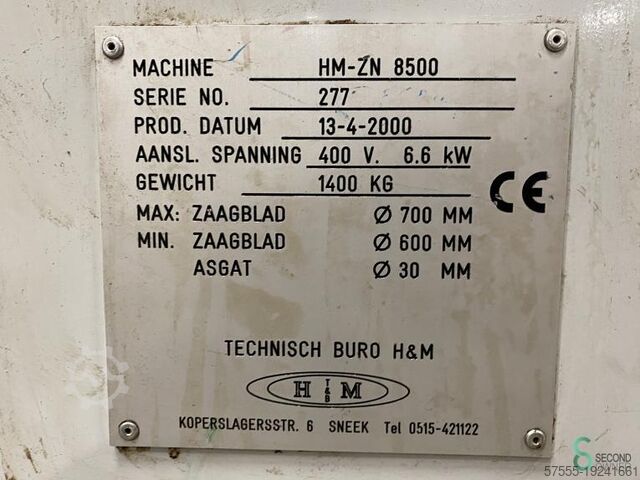 MACHINE HM-ZN 8500
SERIE NO. 277
PROD. DATUM 13-4-2000
AANSL. SPANNING 400 V. 6.6 kW
GEWICHT 1400 KG
CE
MAX: ZAAGBLAD Ø 700 MM
MIN. ZAAGBLAD Ø 600 MM
ASGAT Ø 30 MM
TECHNISCH BURO H&M
H T&B M
KOPERSLAGERSSTR. 6 SNEEK Tel 0515-421122
SECOND
57555-19241661